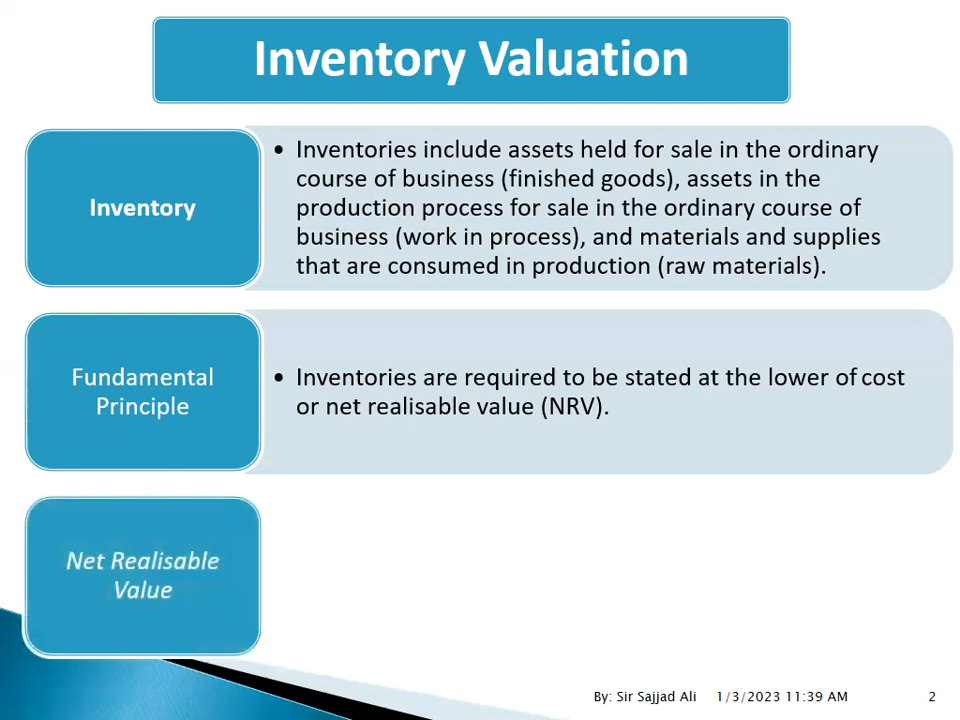 Inventory Valuation
Inventory
• Inventories include assets held for sale in the ordinary
course of business (finished goods), assets in the
production process for sale in the ordinary course of
business (work in process), and materials and supplies
that are consumed in production (raw materials).
Fundamental
Principle
• Inventories are required to be stated at the lower of cost
or net realisable value (NRV).
Net Realisable
Value
By: Sir Sajjad Ali 1/3/2023 11:39 AM 2